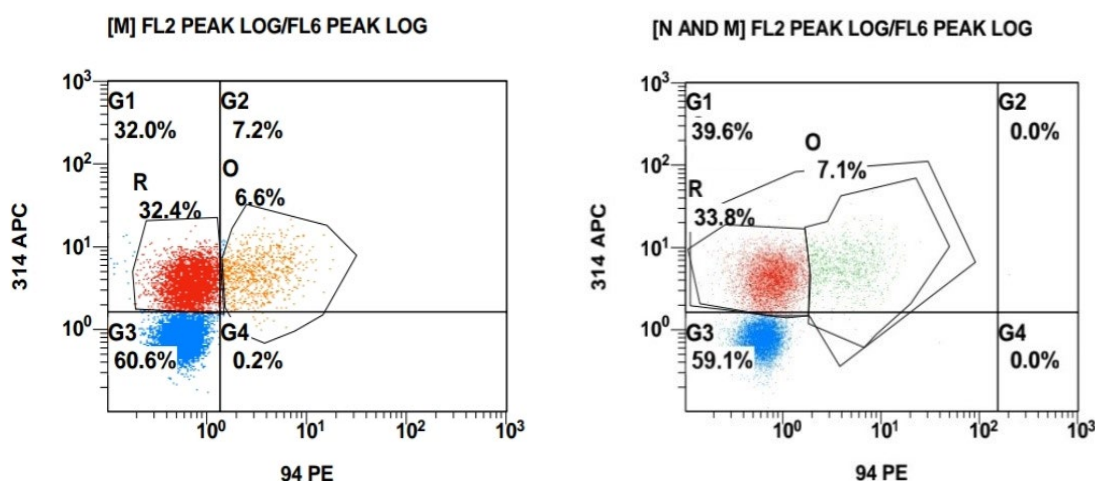 [M] FL2 PEAK LOG/FL6 PEAK LOG
10³
G1
32.0%
G2
7.2%
10²
R
32.4%
O
6.6%
314 APC
10¹
10⁰
G3
60.6%
G4
0.2%
10⁰ 10¹ 10² 10³
94 PE
[N AND M] FL2 PEAK LOG/FL6 PEAK LOG
10³
G1
39.6%
G2
0.0%
O
7.1%
10²
R
33.8%
314 APC
10¹
10⁰
G3
59.1%
G4
0.0%
10⁰ 10¹ 10² 10³
94 PE